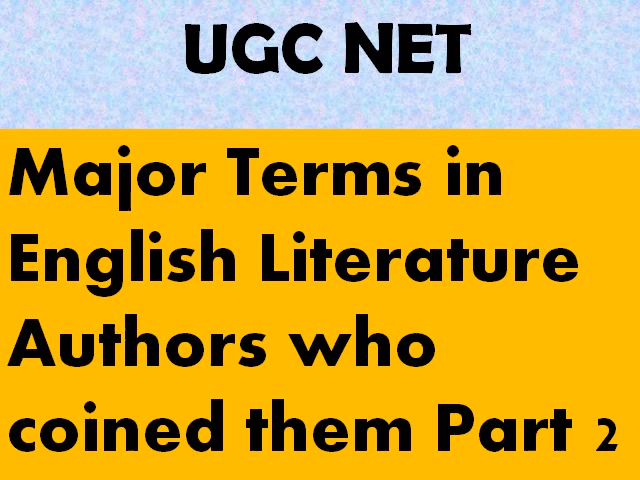 UGC NET
Major Terms in
English Literature
Authors who
coined them Part 2